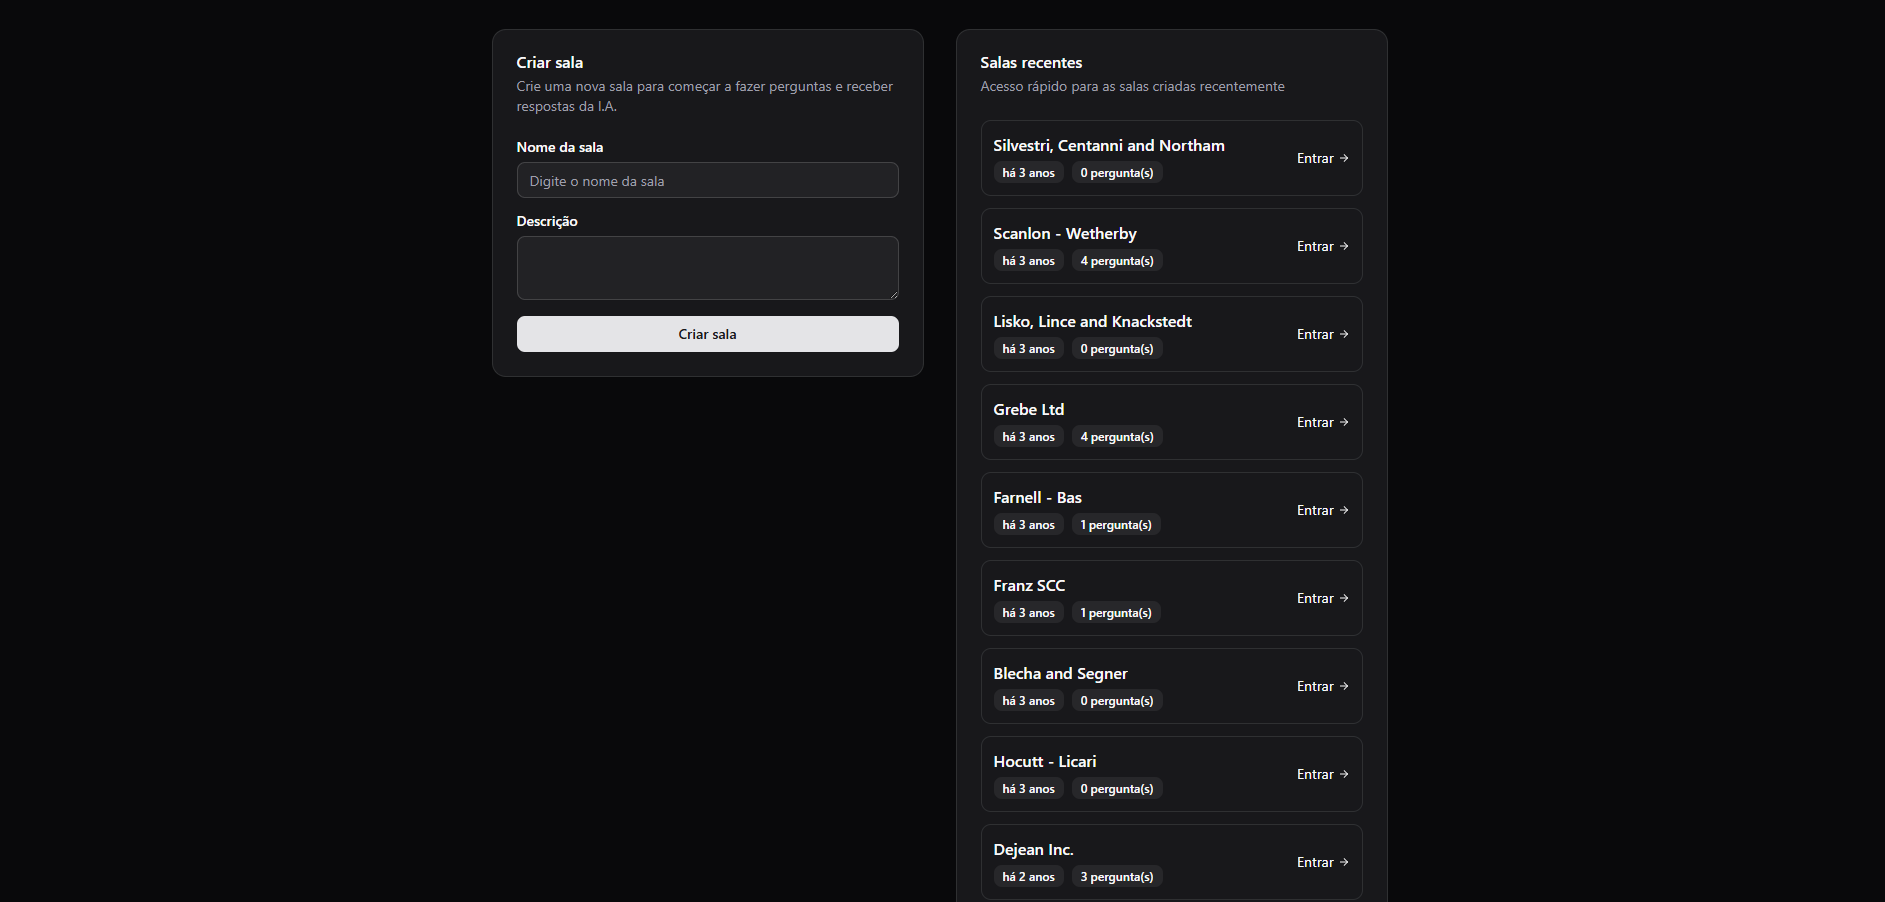 Criar sala
Crie uma nova sala para começar a fazer perguntas e receber
respostas da I.A.
Nome da sala
Digite o nome da sala
Descrição
Criar sala
Salas recentes
Acesso rápido para as salas criadas recentemente
Silvestri, Centanni and Northam
há 3 anos 0 pergunta(s)
Entrar →
Scanlon - Wetherby
há 3 anos 4 pergunta(s)
Entrar →
Lisko, Lince and Knackstedt
há 3 anos 0 pergunta(s)
Entrar →
Grebe Ltd
há 3 anos 4 pergunta(s)
Entrar →
Farnell - Bas
há 3 anos 1 pergunta(s)
Entrar →
Franz SCC
há 3 anos 1 pergunta(s)
Entrar →
Blecha and Segner
há 3 anos 0 pergunta(s)
Entrar →
Hocutt - Licari
há 3 anos 0 pergunta(s)
Entrar →
Dejean Inc.
há 2 anos 3 pergunta(s)
Entrar →